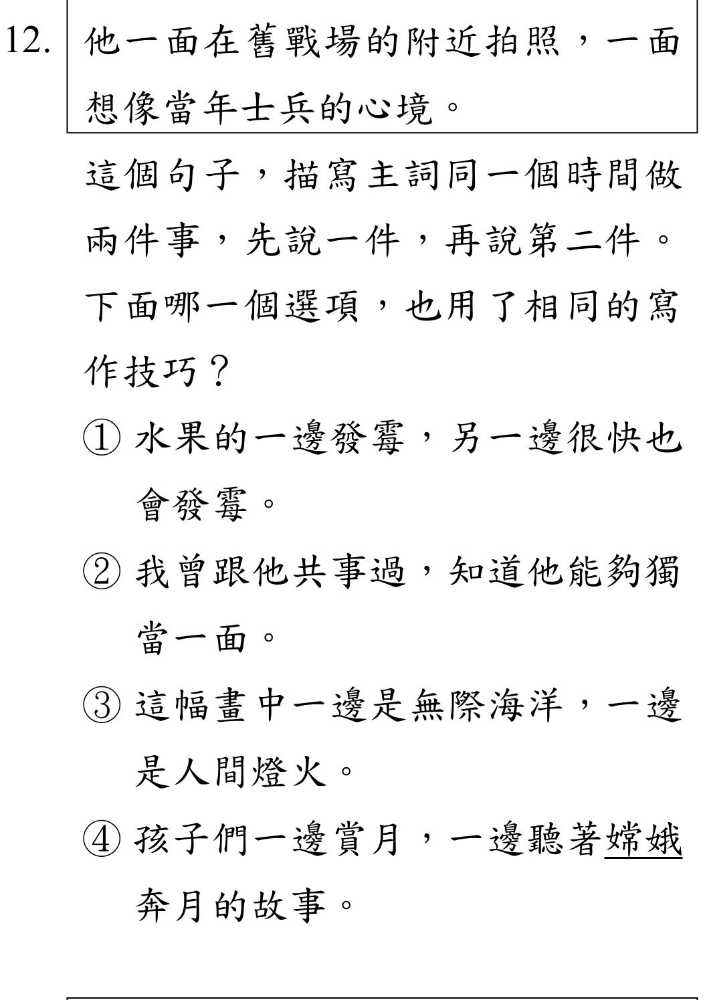 12. 他一面在舊戰場的附近拍照，一面
想像當年士兵的心境。
這個句子，描寫主詞同一個時間做
兩件事，先說一件，再說第二件。
下面哪一個選項，也用了相同的寫
作技巧？
① 水果的一邊發霉，另一邊很快也
會發霉。
② 我曾跟他共事過，知道他能夠獨
當一面。
③ 這幅畫中一邊是無際海洋，一邊
是人間燈火。
④ 孩子們一邊賞月，一邊聽著嫦娥
奔月的故事。